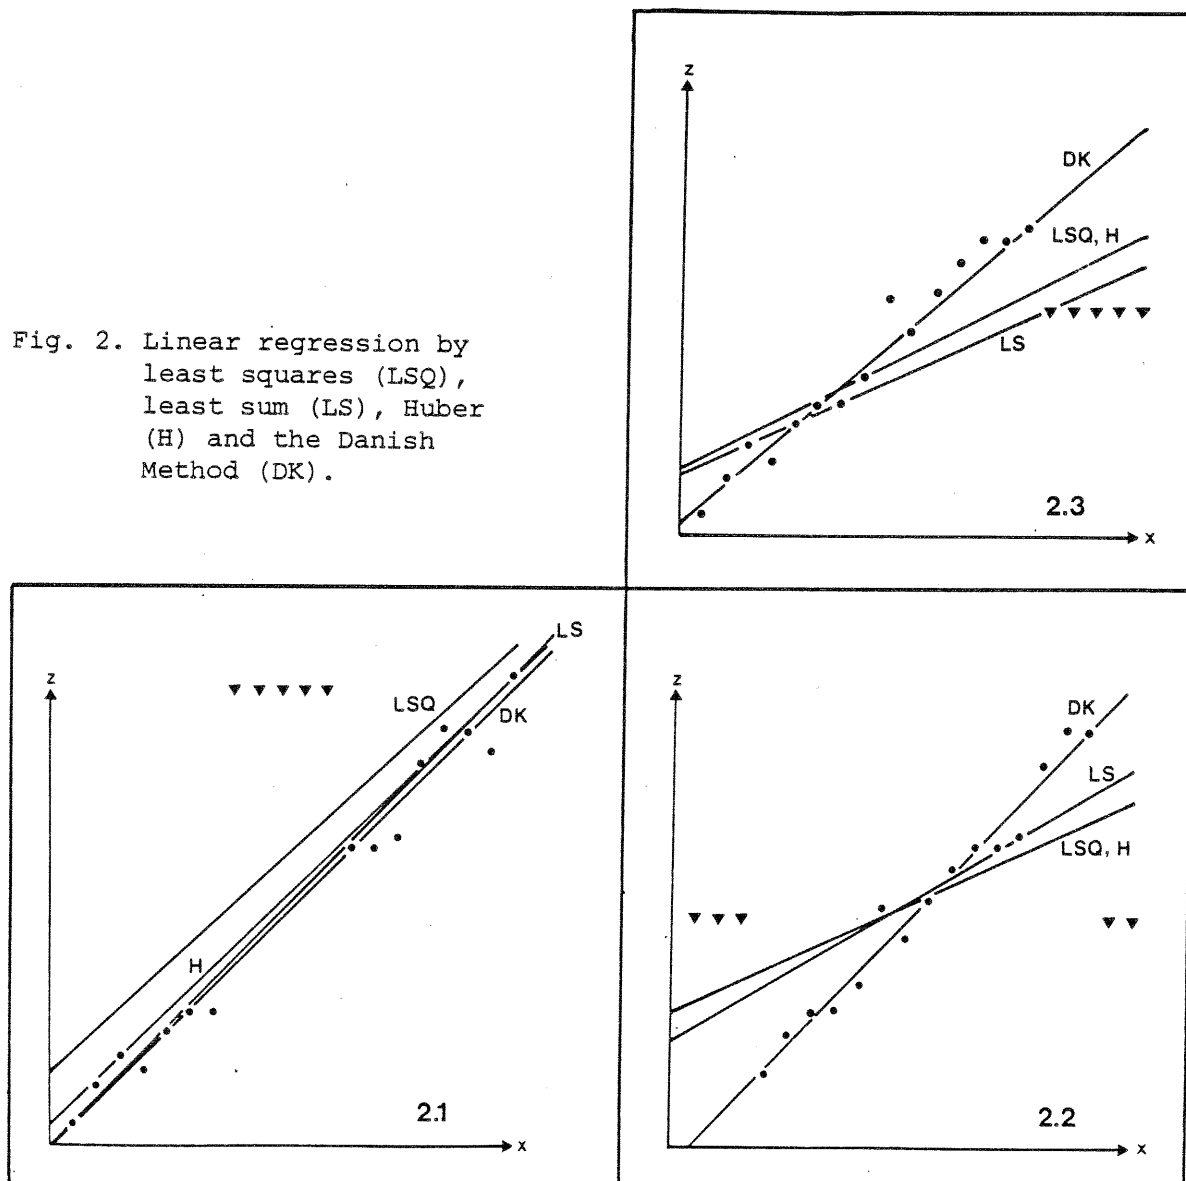 Fig. 2. Linear regression by
least squares (LSQ),
least sum (LS), Huber
(H) and the Danish
Method (DK).
z
DK
LSQ, H
LS
2.3
x
z
LS
LSQ
DK
H
2.1
x
z
DK
LS
LSQ, H
2.2
x